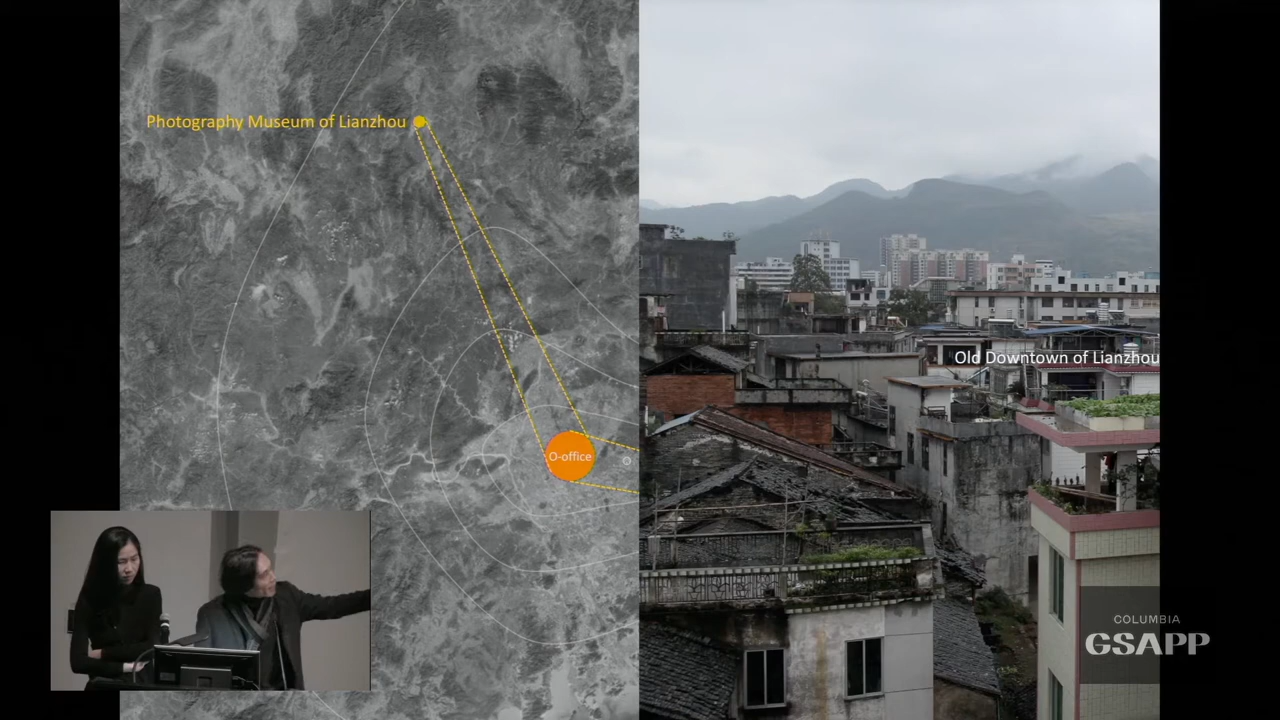 Photography Museum of Lianzhou
Old Downtown of Lianzhou
O-office
COLUMBIA
GSAPP